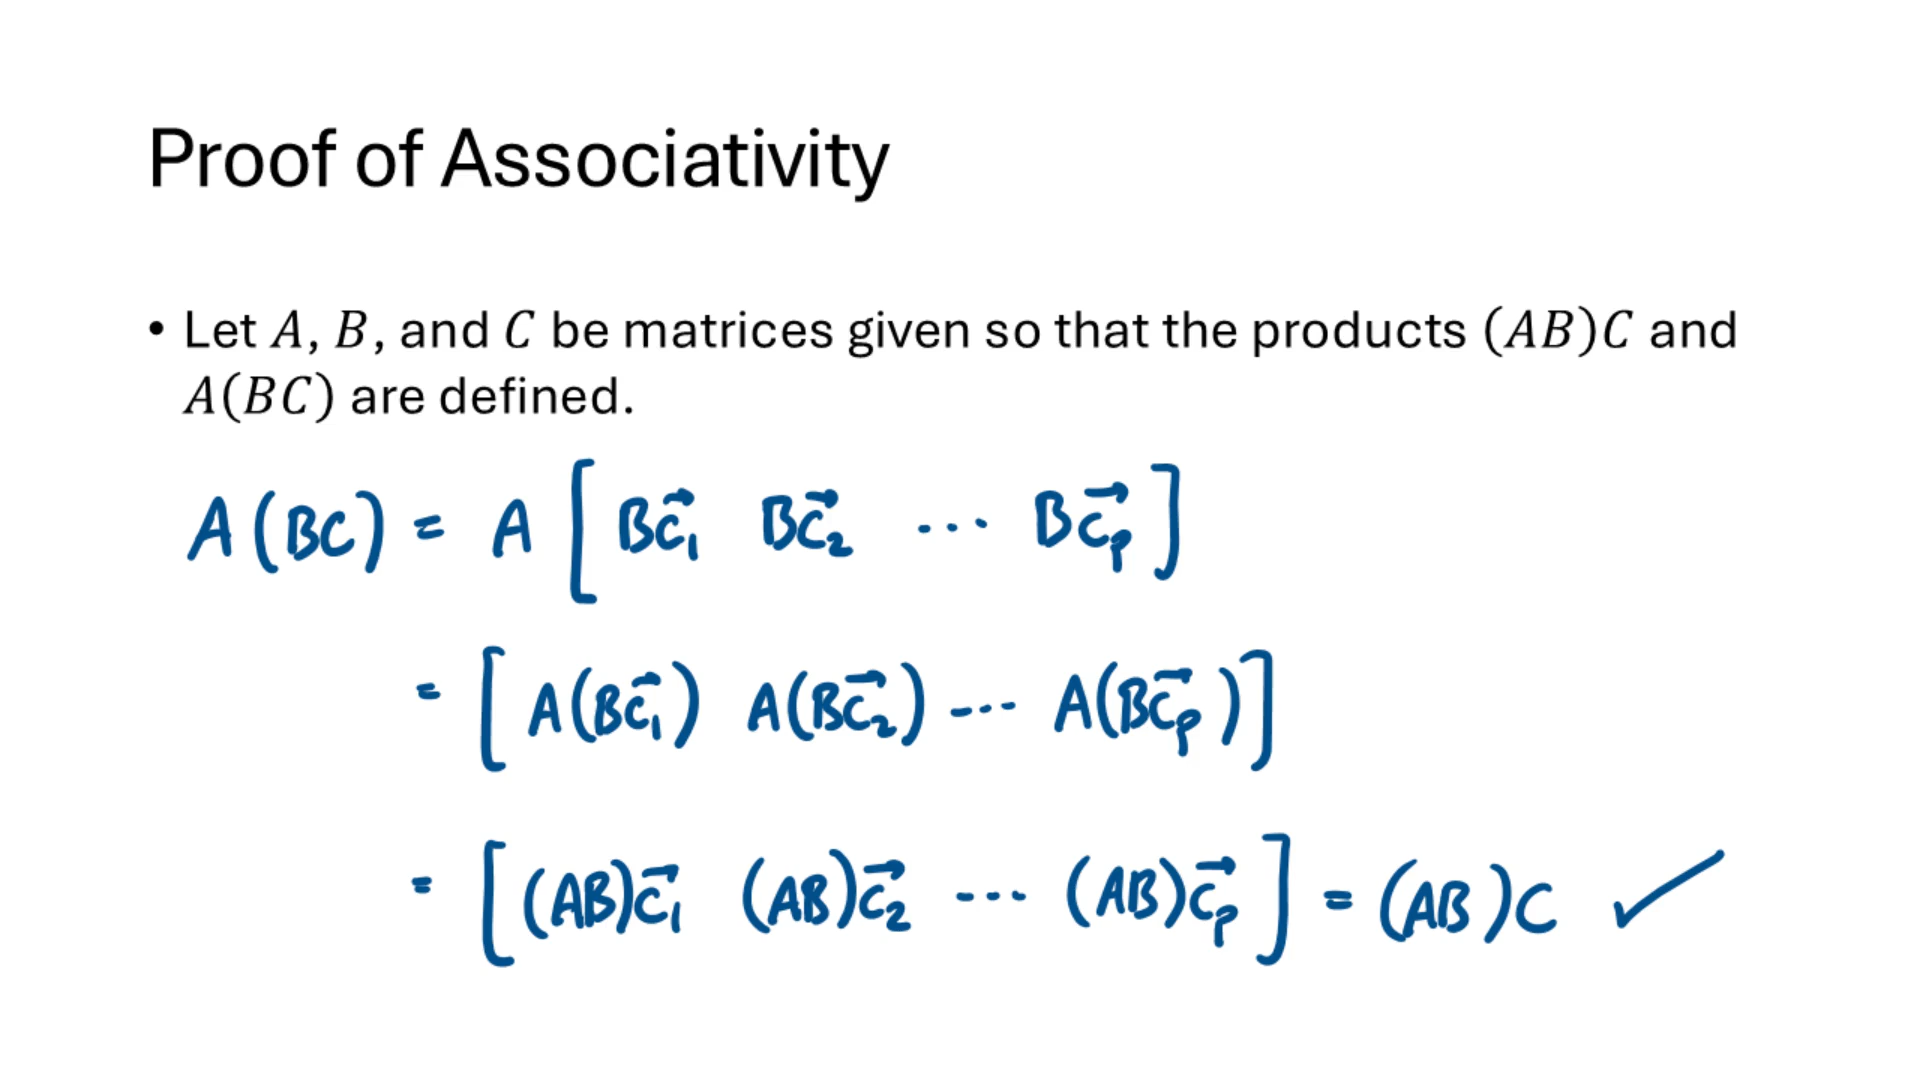 Proof of Associativity
• Let A, B, and C be matrices given so that the products (AB)C and
A(BC) are defined.
A(BC) = A [ Bc⃗₁ Bc⃗₂ ⋯ Bc⃗ₚ ]
= [ A(Bc⃗₁) A(Bc⃗₂) ⋯ A(Bc⃗ₚ) ]
= [ (AB)c⃗₁ (AB)c⃗₂ ⋯ (AB)c⃗ₚ ] = (AB)C ✓